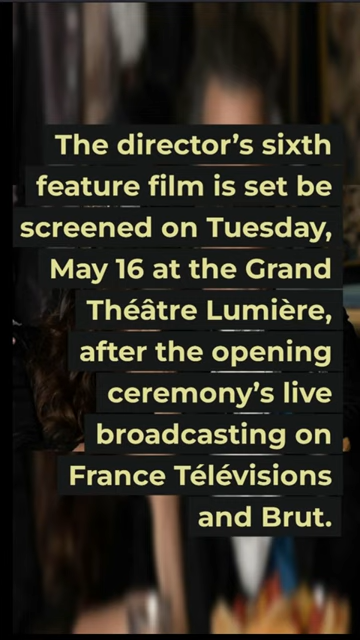 The director’s sixth
feature film is set be
screened on Tuesday,
May 16 at the Grand
Théâtre Lumière,
after the opening
ceremony’s live
broadcasting on
France Télévisions
and Brut.